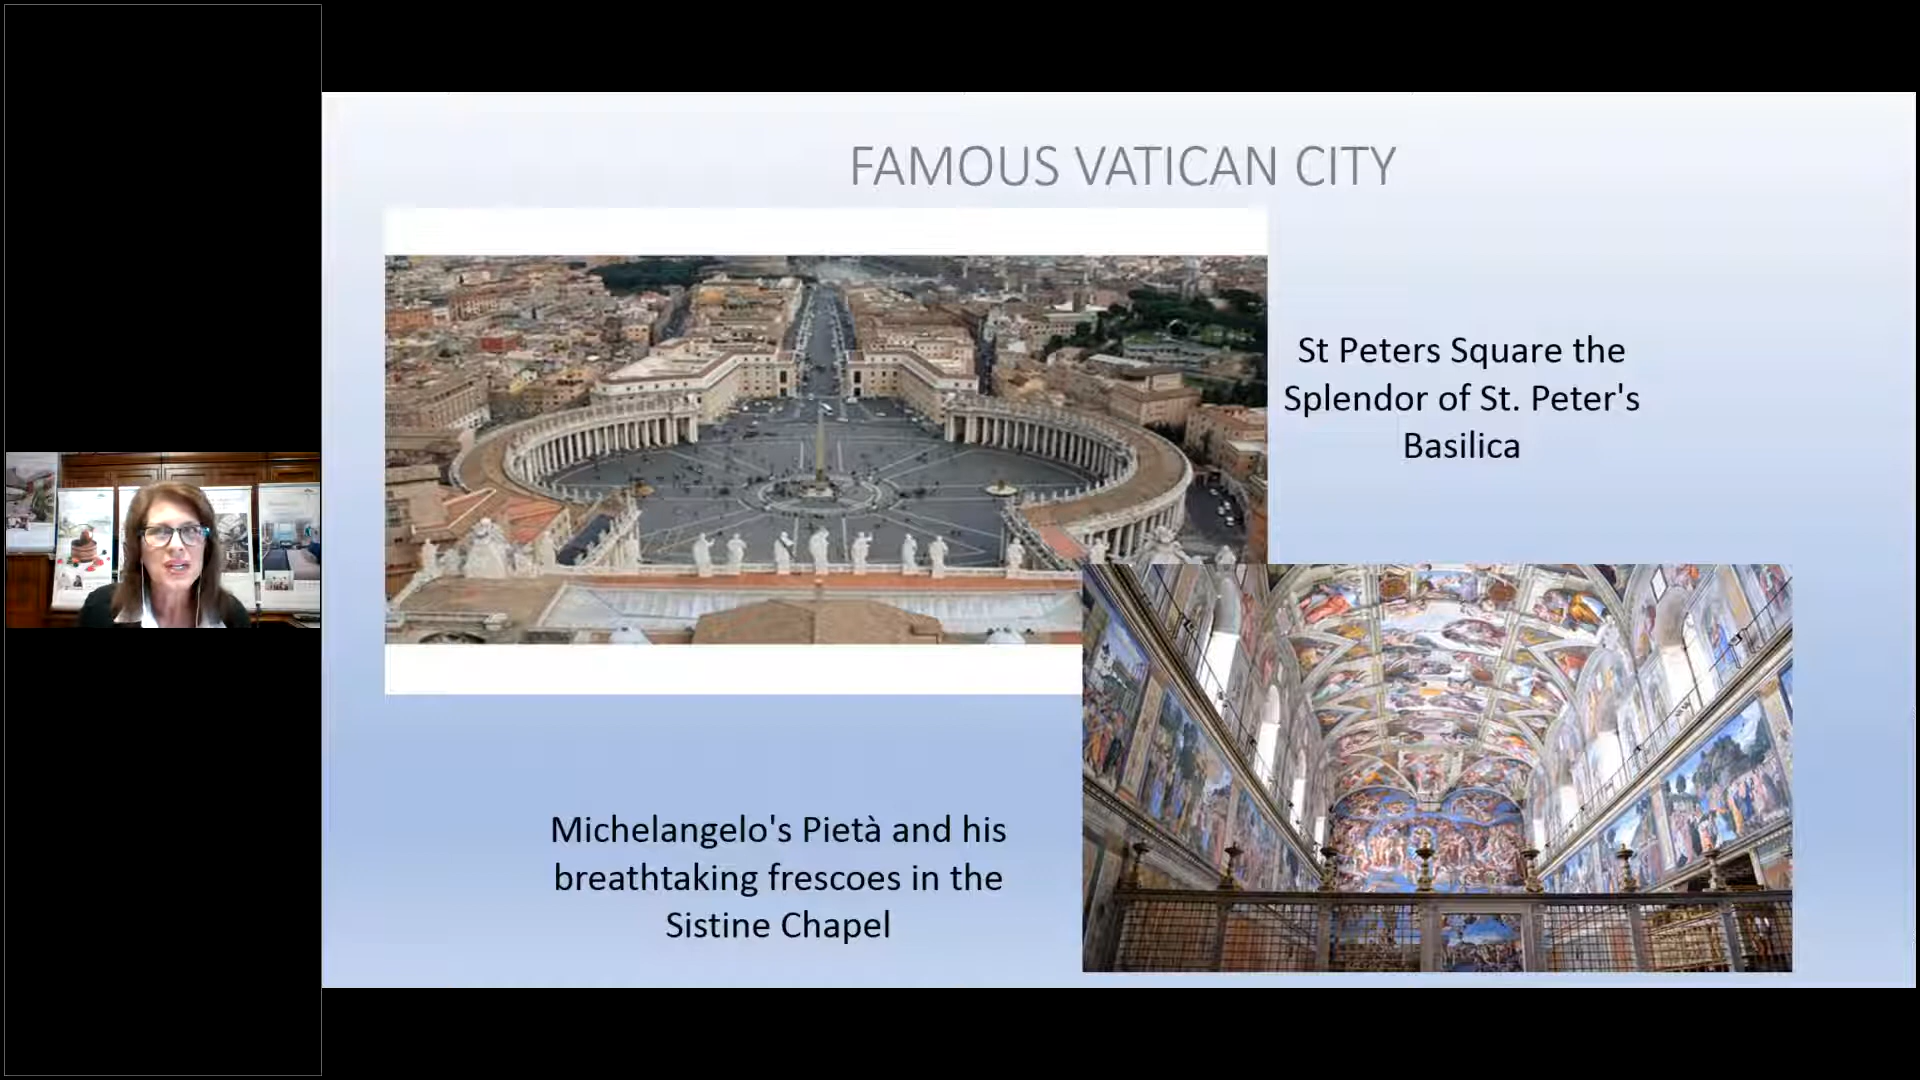 FAMOUS VATICAN CITY
St Peters Square the
Splendor of St. Peter's
Basilica
Michelangelo's Pietà and his
breathtaking frescoes in the
Sistine Chapel